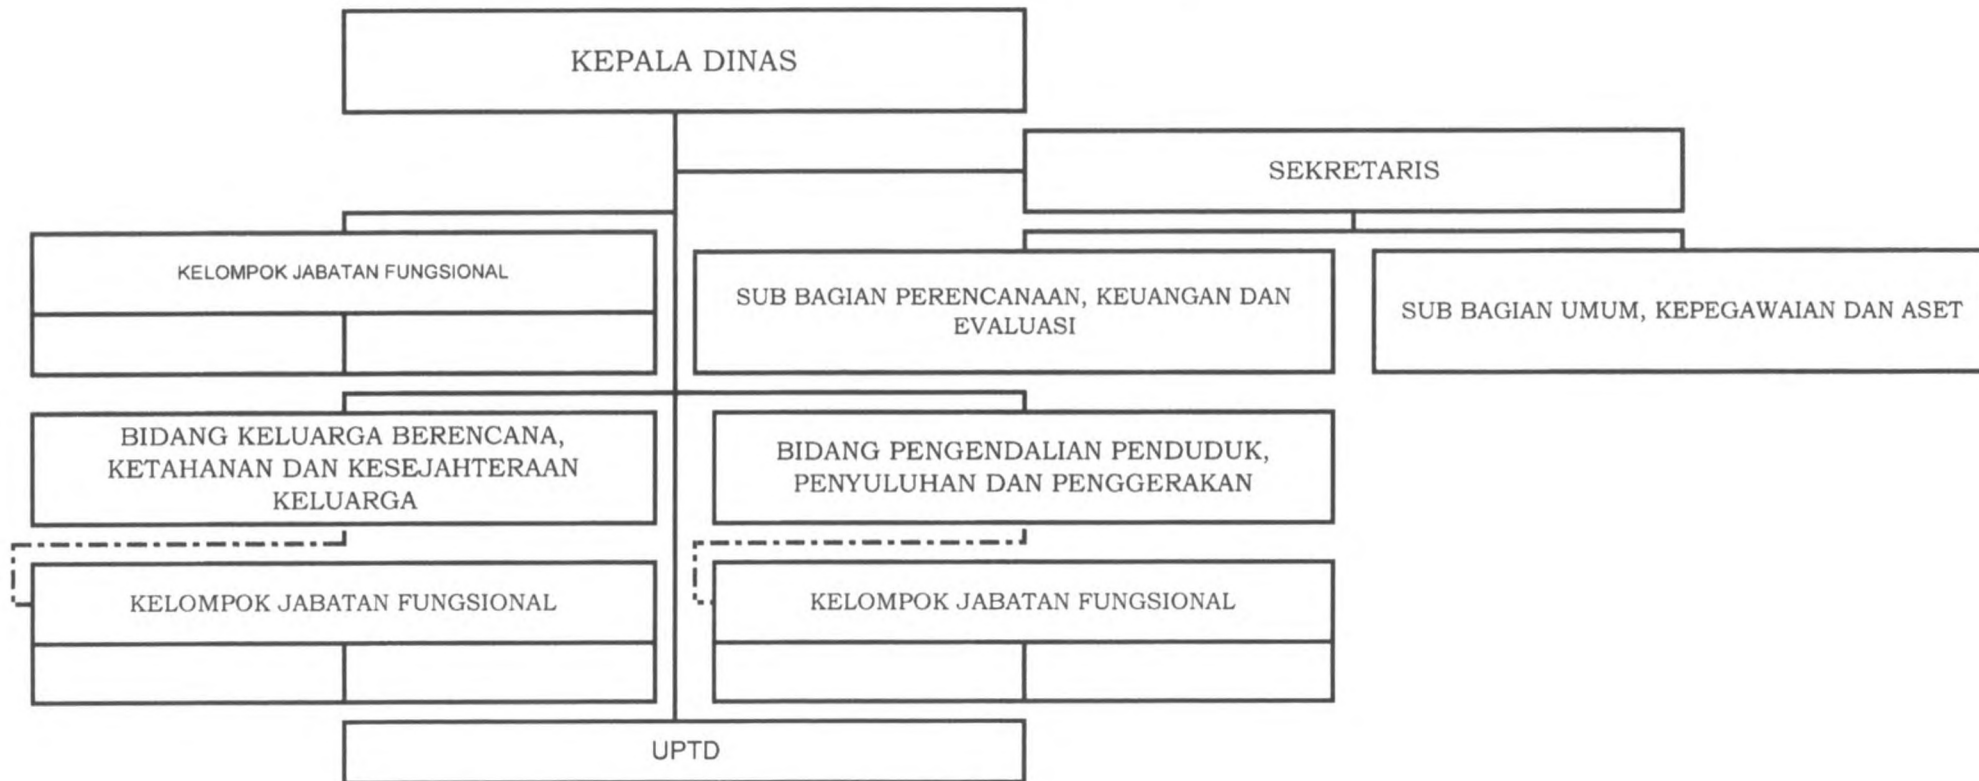 KEPALA DINAS
SEKRETARIS
KELOMPOK JABATAN FUNGSIONAL
SUB BAGIAN PERENCANAAN, KEUANGAN DAN
EVALUASI
SUB BAGIAN UMUM, KEPEGAWAIAN DAN ASET
BIDANG KELUARGA BERENCANA,
KETAHANAN DAN KESEJAHTERAAN
KELUARGA
BIDANG PENGENDALIAN PENDUDUK,
PENYULUHAN DAN PENGGERAKAN
KELOMPOK JABATAN FUNGSIONAL
KELOMPOK JABATAN FUNGSIONAL
UPTD